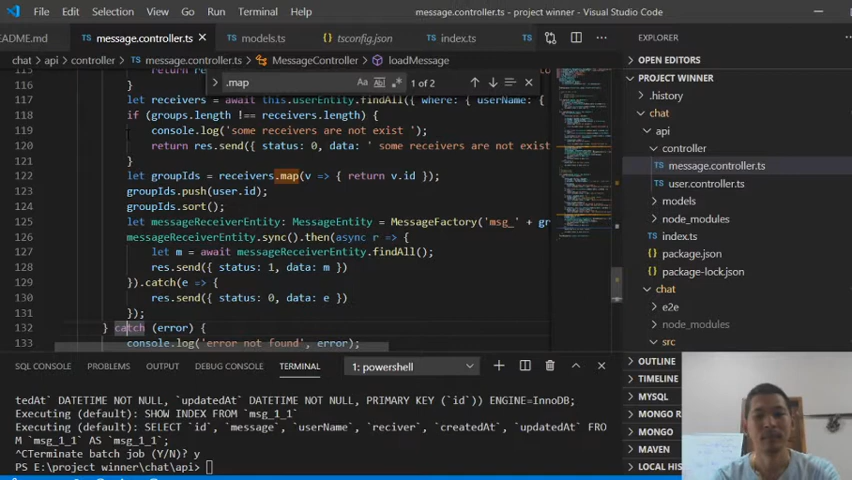 File Edit Selection View Go Run Terminal Help message.controller.ts - project winner - Visual Studio Code
README.md TS message.controller.ts TS models.ts tsconfig.json TS index.ts EXPLORER
chat > api > controller > TS message.controller.ts > MessageController > loadMessage
.map Aa Abl .* 1 of 2
115 return re
116 }
117 let receivers = await this.userEntity.findAll({ where: { userName: {
118 if (groups.length !== receivers.length) {
119 console.log('some receivers are not exist ');
120 return res.send({ status: 0, data: ' some receivers are not exist
121 }
122 let groupIds = receivers.map(v => { return v.id });
123 groupIds.push(user.id);
124 groupIds.sort();
125 let messageReceiverEntity: MessageEntity = MessageFactory('msg_' + gr
126 messageReceiverEntity.sync().then(async r => {
127 let m = await messageReceiverEntity.findAll();
128 res.send({ status: 1, data: m })
129 }).catch(e => {
130 res.send({ status: 0, data: e })
131 });
132 } catch (error) {
133 console.log('error not found', error);
OPEN EDITORS
PROJECT WINNER
.history
chat
api
controller
TS message.controller.ts
TS user.controller.ts
models
node_modules
TS index.ts
package.json
package-lock.json
chat
e2e
node_modules
src
OUTLINE
TIMELINE
MYSQL
MONGO
MONGO
MAVEN
LOCAL HIS
SQL CONSOLE PROBLEMS OUTPUT DEBUG CONSOLE TERMINAL 1: powershell
tedAt` DATETIME NOT NULL, `updatedAt` DATETIME NOT NULL, PRIMARY KEY (`id`)) ENGINE=InnoDB;
Executing (default): SHOW INDEX FROM `msg_1_1`
Executing (default): SELECT `id`, `message`, `userName`, `reciver`, `createdAt`, `updatedAt` FRO
M `msg_1_1` AS `msg_1_1`;
^CTerminate batch job (Y/N)? y
PS E:\project winner\chat\api>